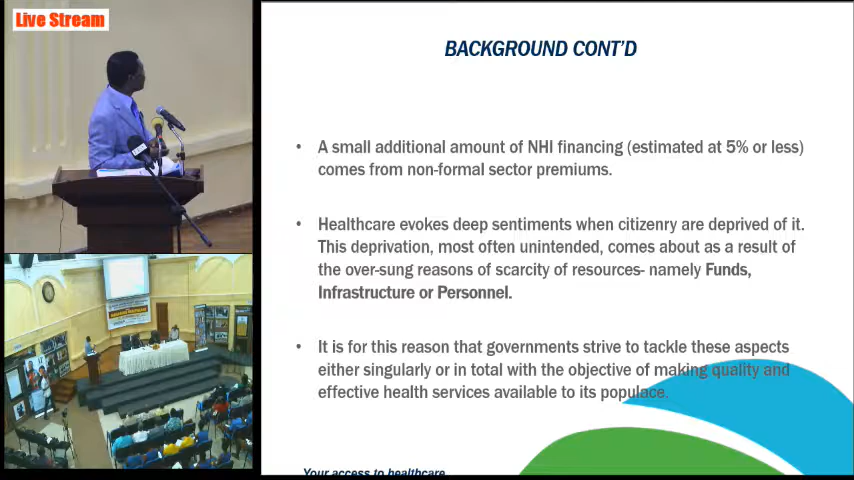 Live Stream
BACKGROUND CONT'D
• A small additional amount of NHI financing (estimated at 5% or less)
comes from non-formal sector premiums.
• Healthcare evokes deep sentiments when citizenry are deprived of it.
This deprivation, most often unintended, comes about as a result of
the over-sung reasons of scarcity of resources- namely Funds,
Infrastructure or Personnel.
• It is for this reason that governments strive to tackle these aspects
either singularly or in total with the objective of making quality and
effective health services available to its populace.
Your access to healthcare